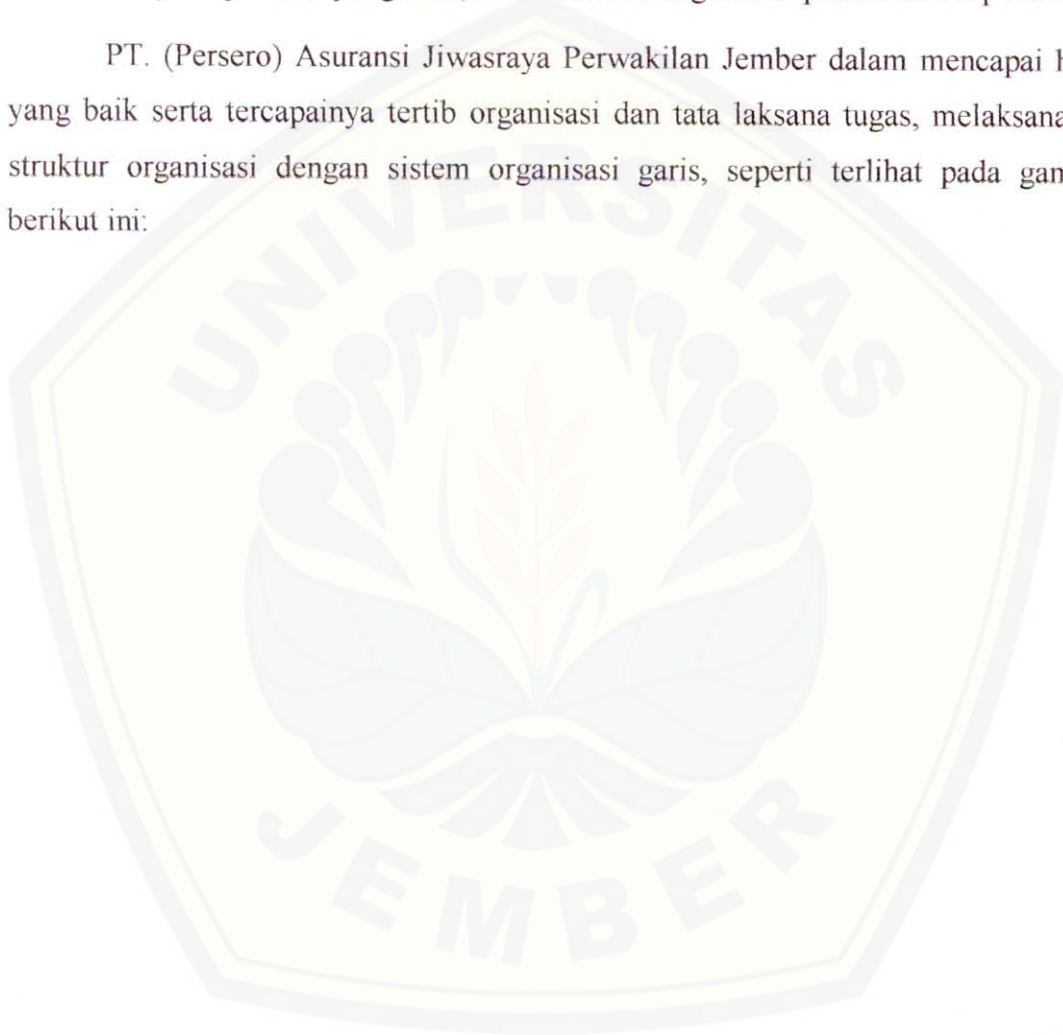 PT. (Persero) Asuransi Jiwasraya Perwakilan Jember dalam mencapai
yang baik serta tercapainya tertib organisasi dan tata laksana tugas, melaksana
struktur organisasi dengan sistem organisasi garis, seperti terlihat pada gam
berikut ini:
UNIVERSITAS
JEMBER